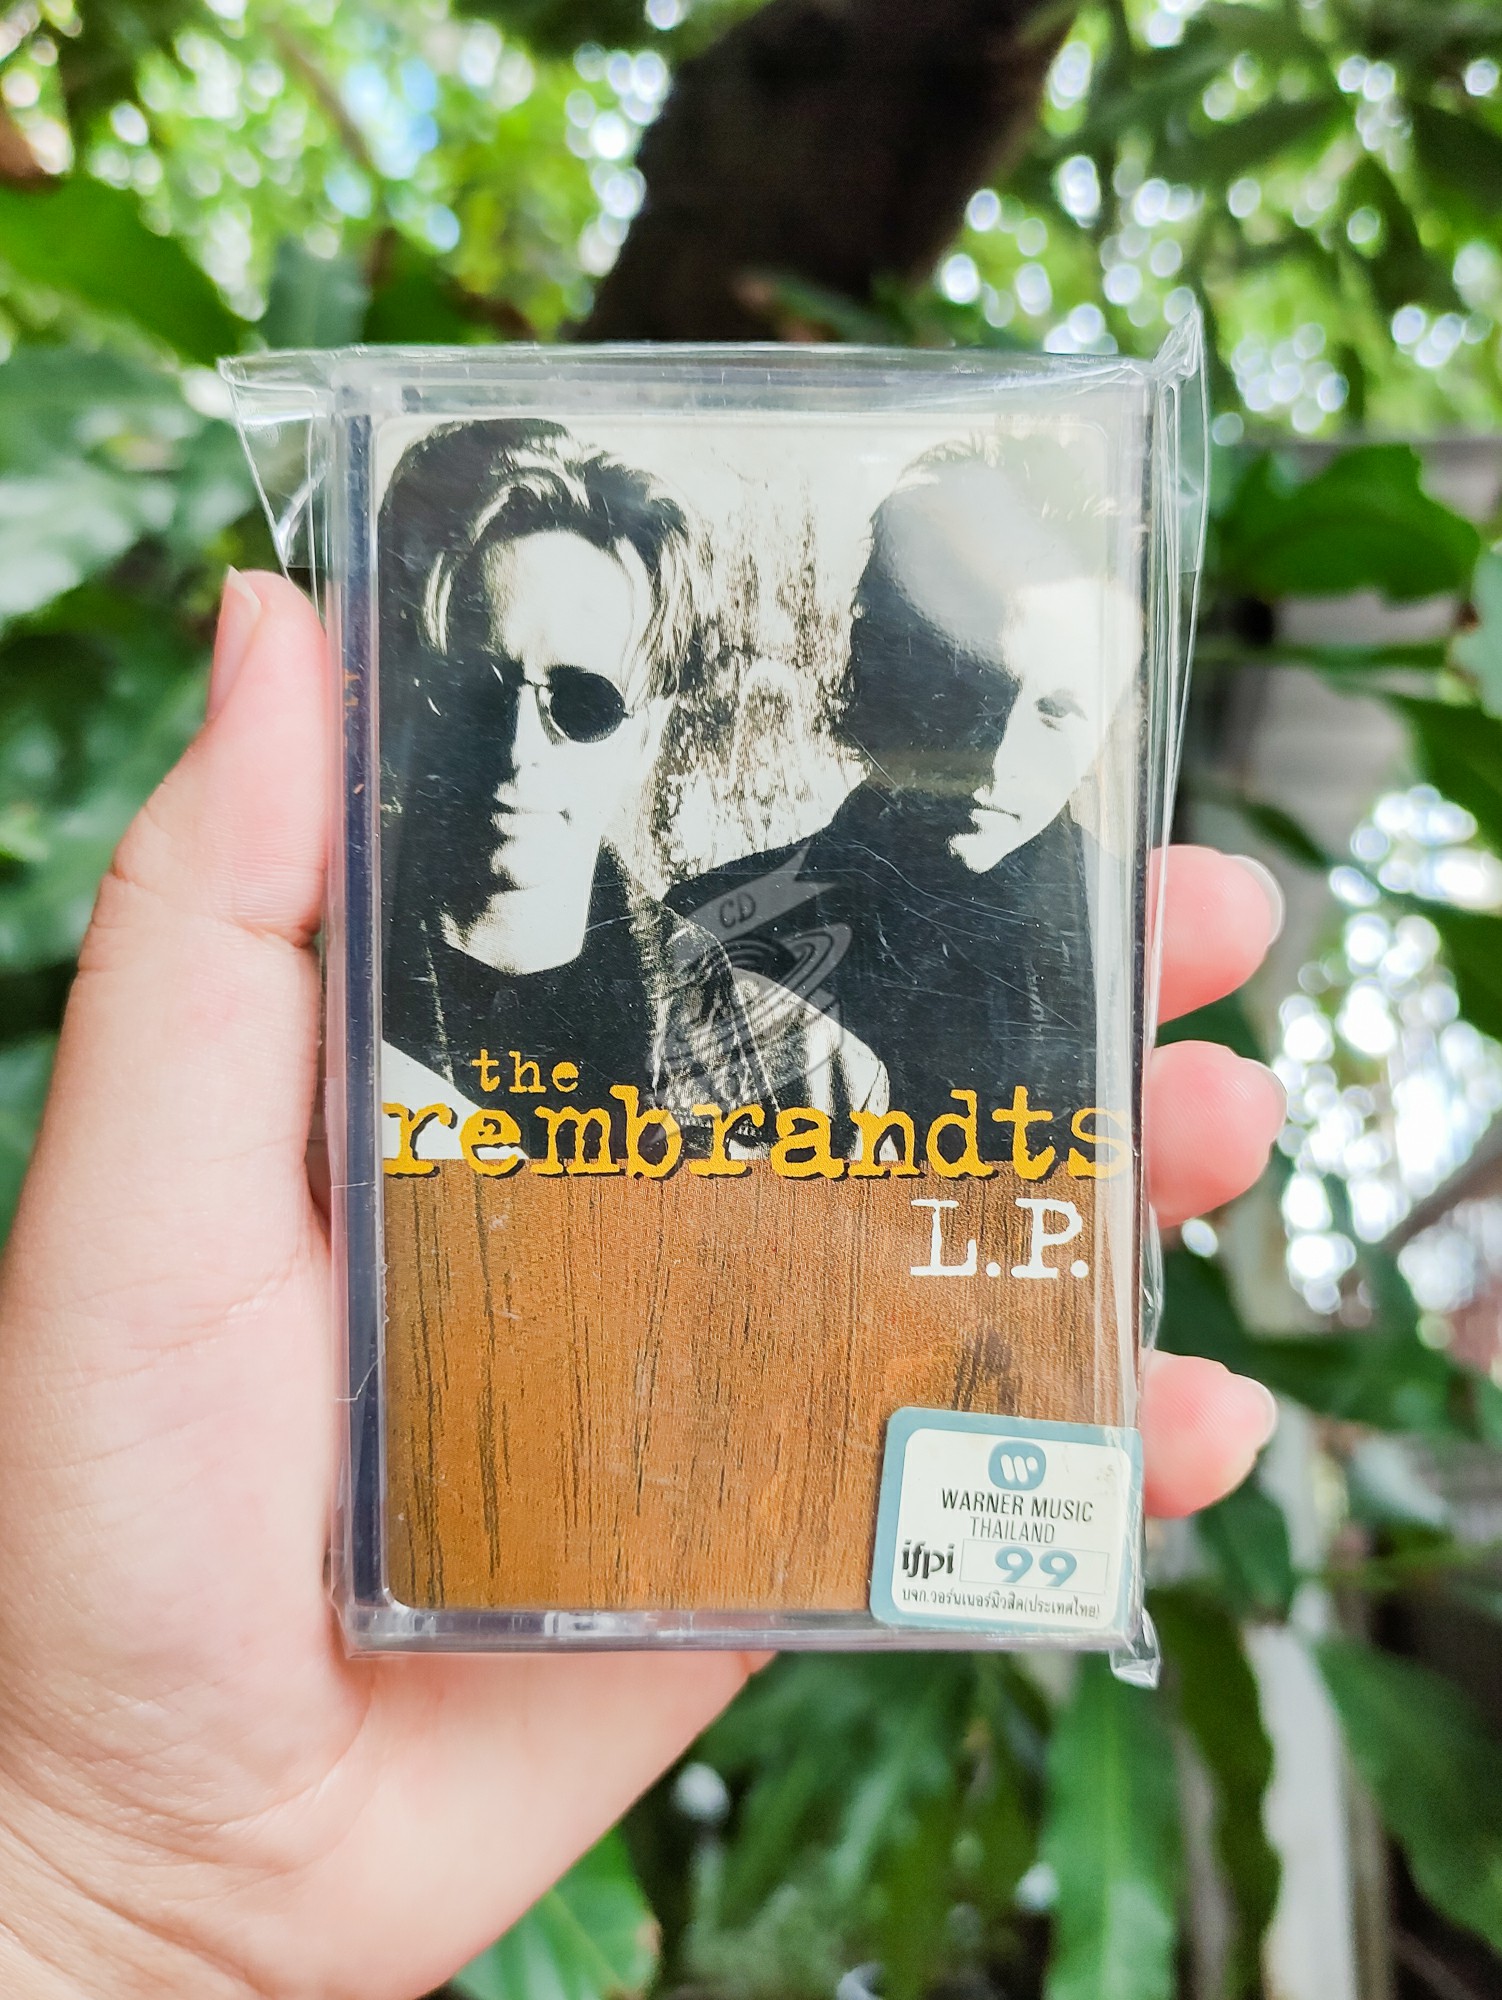 CD
the
rembrandts
L.P.
WARNER MUSIC
THAILAND
ifpi 99
บจก.วอร์นเนอร์มิวสิค(ประเทศไทย)